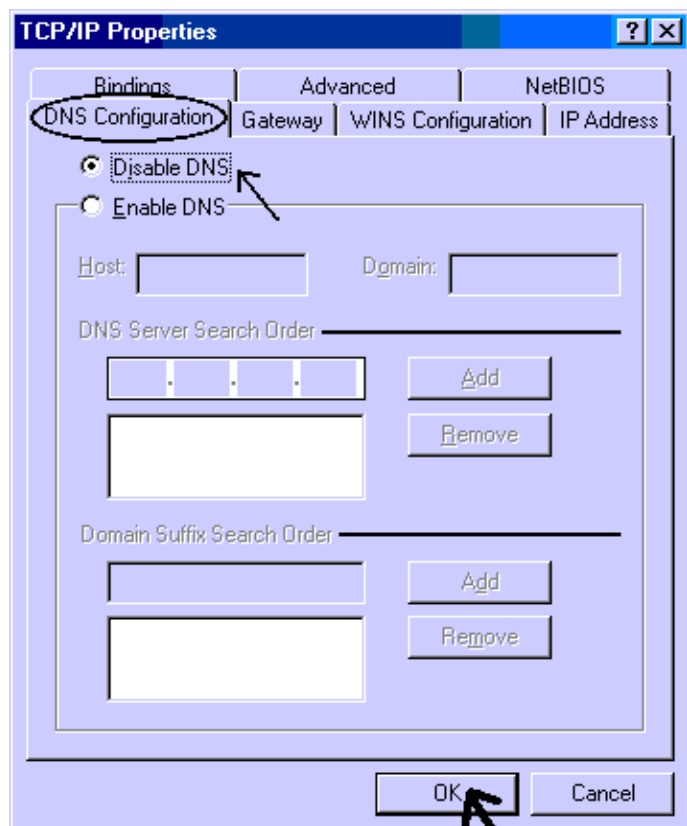 TCP/IP Properties
Bindings Advanced NetBIOS
DNS Configuration Gateway WINS Configuration IP Address
Disable DNS
Enable DNS
Host: Domain:
DNS Server Search Order
Add
Remove
Domain Suffix Search Order
Add
Remove
OK Cancel